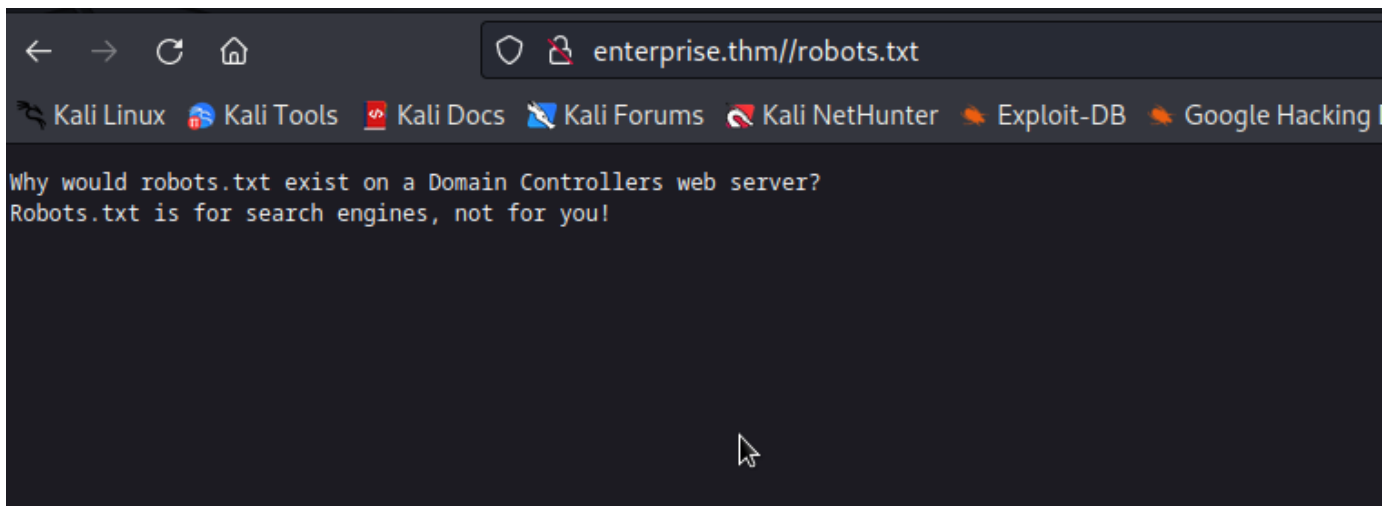 enterprise.thm//robots.txt
Kali Linux Kali Tools Kali Docs Kali Forums Kali NetHunter Exploit-DB Google Hacking
Why would robots.txt exist on a Domain Controllers web server?
Robots.txt is for search engines, not for you!